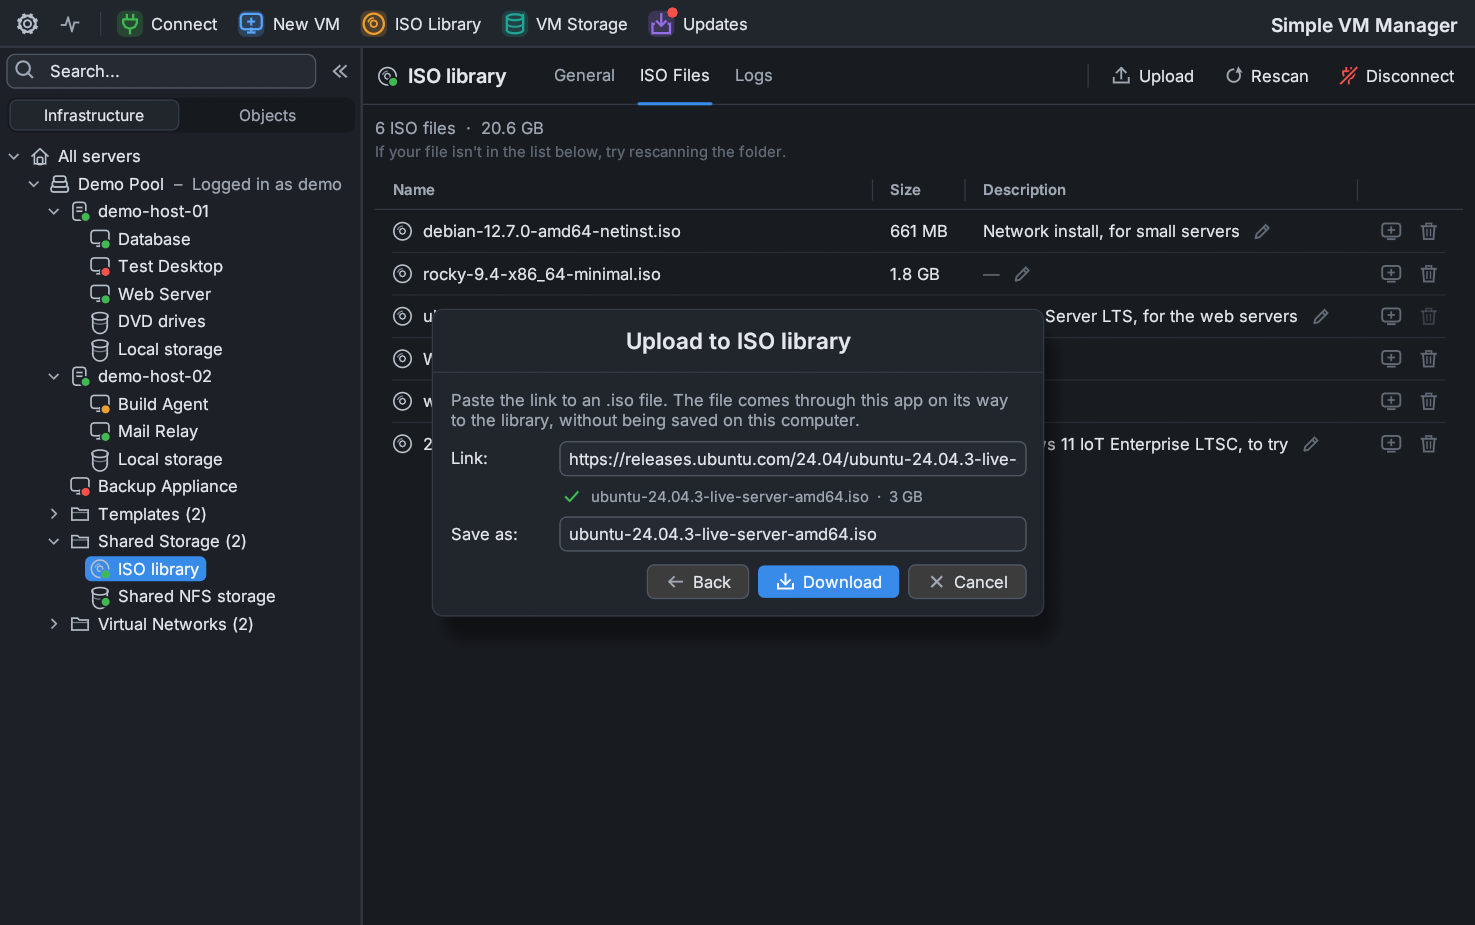 Connect
New VM
ISO Library
VM Storage
Updates
Simple VM Manager
Search...
Infrastructure
Objects
All servers
Demo Pool – Logged in as demo
demo-host-01
Database
Test Desktop
Web Server
DVD drives
Local storage
demo-host-02
Build Agent
Mail Relay
Local storage
Backup Appliance
Templates (2)
Shared Storage (2)
ISO library
Shared NFS storage
Virtual Networks (2)
ISO library
General
ISO Files
Logs
Upload
Rescan
Disconnect
6 ISO files · 20.6 GB
If your file isn't in the list below, try rescanning the folder.
Name Size Description
debian-12.7.0-amd64-netinst.iso 661 MB Network install, for small servers
rocky-9.4-x86_64-minimal.iso 1.8 GB —
Server LTS, for the web servers
11 IoT Enterprise LTSC, to try
Upload to ISO library
Paste the link to an .iso file. The file comes through this app on its way
to the library, without being saved on this computer.
Link: https://releases.ubuntu.com/24.04/ubuntu-24.04.3-live-
ubuntu-24.04.3-live-server-amd64.iso · 3 GB
Save as: ubuntu-24.04.3-live-server-amd64.iso
Back
Download
Cancel